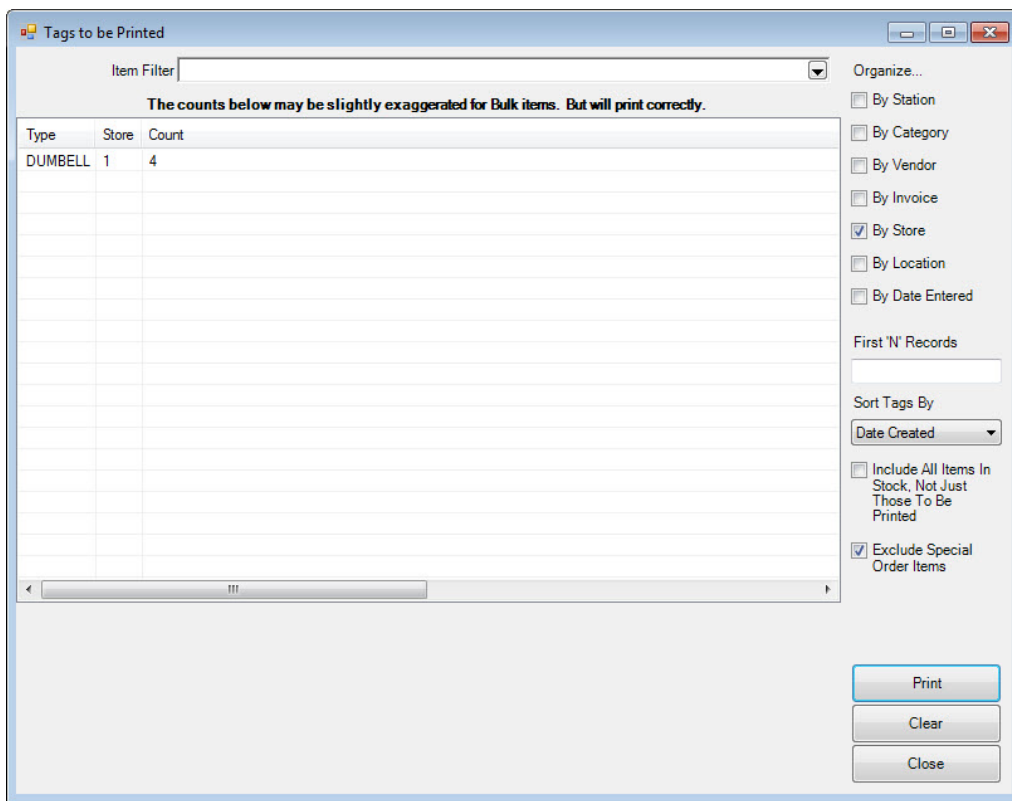 Tags to be Printed
Item Filter
The counts below may be slightly exaggerated for Bulk items. But will print correctly.
Type Store Count
DUMBELL 1 4
Organize...
By Station
By Category
By Vendor
By Invoice
By Store
By Location
By Date Entered
First 'N' Records
Sort Tags By
Date Created
Include All Items In
Stock, Not Just
Those To Be
Printed
Exclude Special
Order Items
Print
Clear
Close